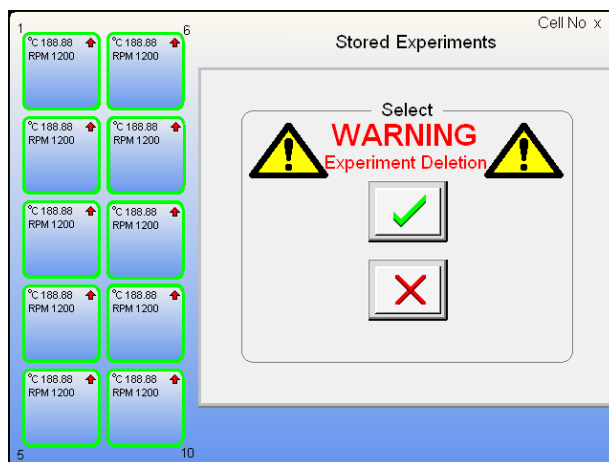 Cell No x
1
6
Stored Experiments
°C 188.88
RPM 1200
°C 188.88
RPM 1200
°C 188.88
RPM 1200
°C 188.88
RPM 1200
°C 188.88
RPM 1200
°C 188.88
RPM 1200
°C 188.88
RPM 1200
°C 188.88
RPM 1200
°C 188.88
RPM 1200
°C 188.88
RPM 1200
5
10
Select
WARNING
Experiment Deletion